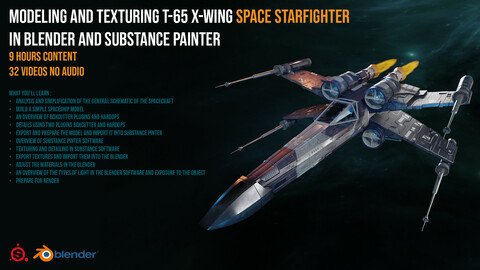 MODELING AND TEXTURING T-65 X-WING SPACE STARFIGHTER
IN BLENDER AND SUBSTANCE PAINTER
9 HOURS CONTENT
32 VIDEOS NO AUDIO
WHAT YOU'LL LEARN :
• ANALYSIS AND SIMPLIFICATION OF THE GENERAL SCHEMATIC OF THE SPACECRAFT
• BUILD A SIMPLE SPACESHIP MODEL
• AN OVERVIEW OF BOXCUTTER PLUGINS AND HARDOPS
• DETAILS USING TWO PLUGINS BOXCUTTER AND HARDOPS
• EXPORT AND PREPARE THE MODEL AND IMPORT IT INTO SUBSTANCE PINTER
• OVERVIEW OF SUBSTANCE PINTER SOFTWARE
• TEXTURING AND DETAILING IN SUBSTANCE SOFTWARE
• EXPORT TEXTURES AND IMPORT THEM INTO THE BLENDER
• ADJUST THE MATERIALS IN THE BLENDER
• AN OVERVIEW OF THE TYPES OF LIGHT IN THE BLENDER SOFTWARE AND EXPOSURE TO THE OBJECT
• PREPARE FOR RENDER
blender